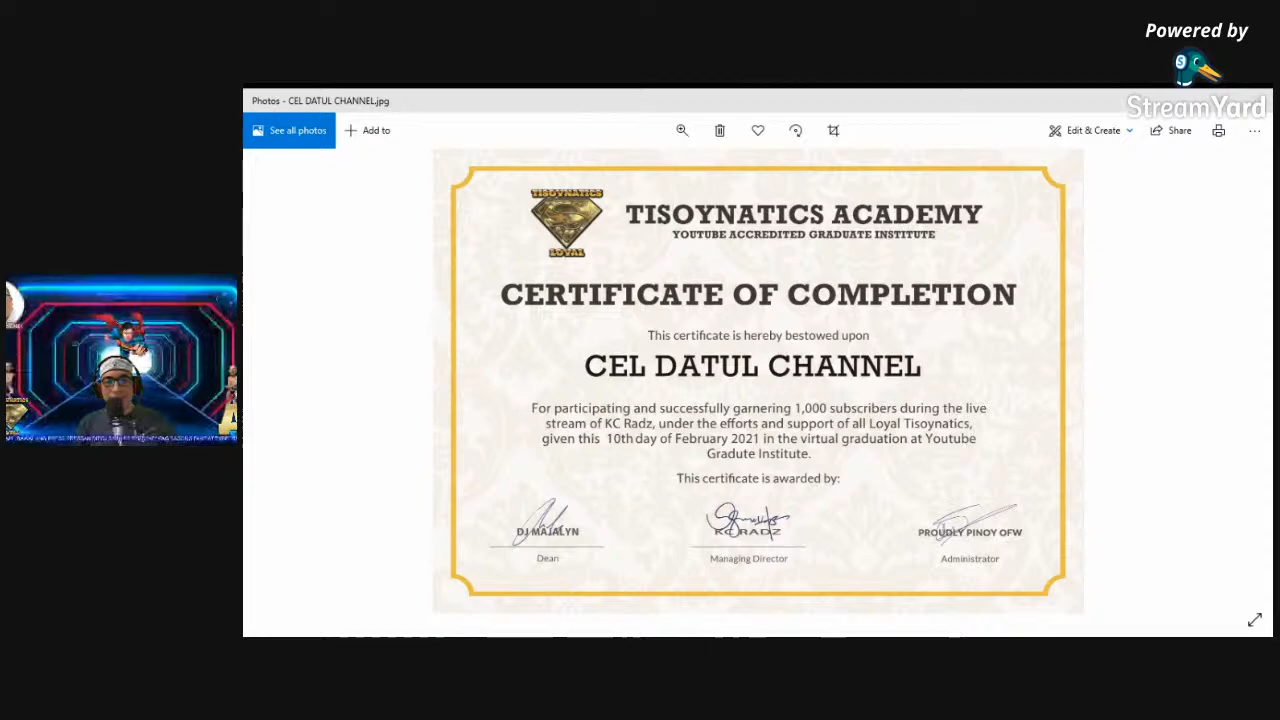 Powered by
StreamYard
Photos - CEL DATUL CHANNEL.jpg
See all photos
Add to
Edit & Create
Share
TISOYNATICS
LOYAL
TISOYNATICS ACADEMY
YOUTUBE ACCREDITED GRADUATE INSTITUTE
CERTIFICATE OF COMPLETION
This certificate is hereby bestowed upon
CEL DATUL CHANNEL
For participating and successfully garnering 1,000 subscribers during the live
stream of KC Radz, under the efforts and support of all Loyal Tisoynatics,
given this 10th day of February 2021 in the virtual graduation at Youtube
Gradute Institute.
This certificate is awarded by:
DJ MAJALYN
KC RADZ
PROUDLY PINOY OFW
Dean
Managing Director
Administrator